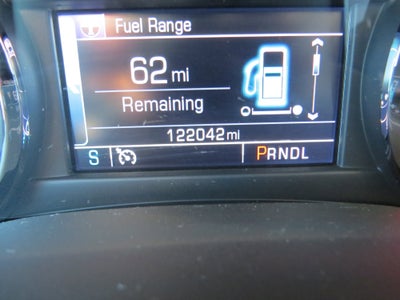 Fuel Range
62 mi
Remaining
122042 mi
S PRNDL